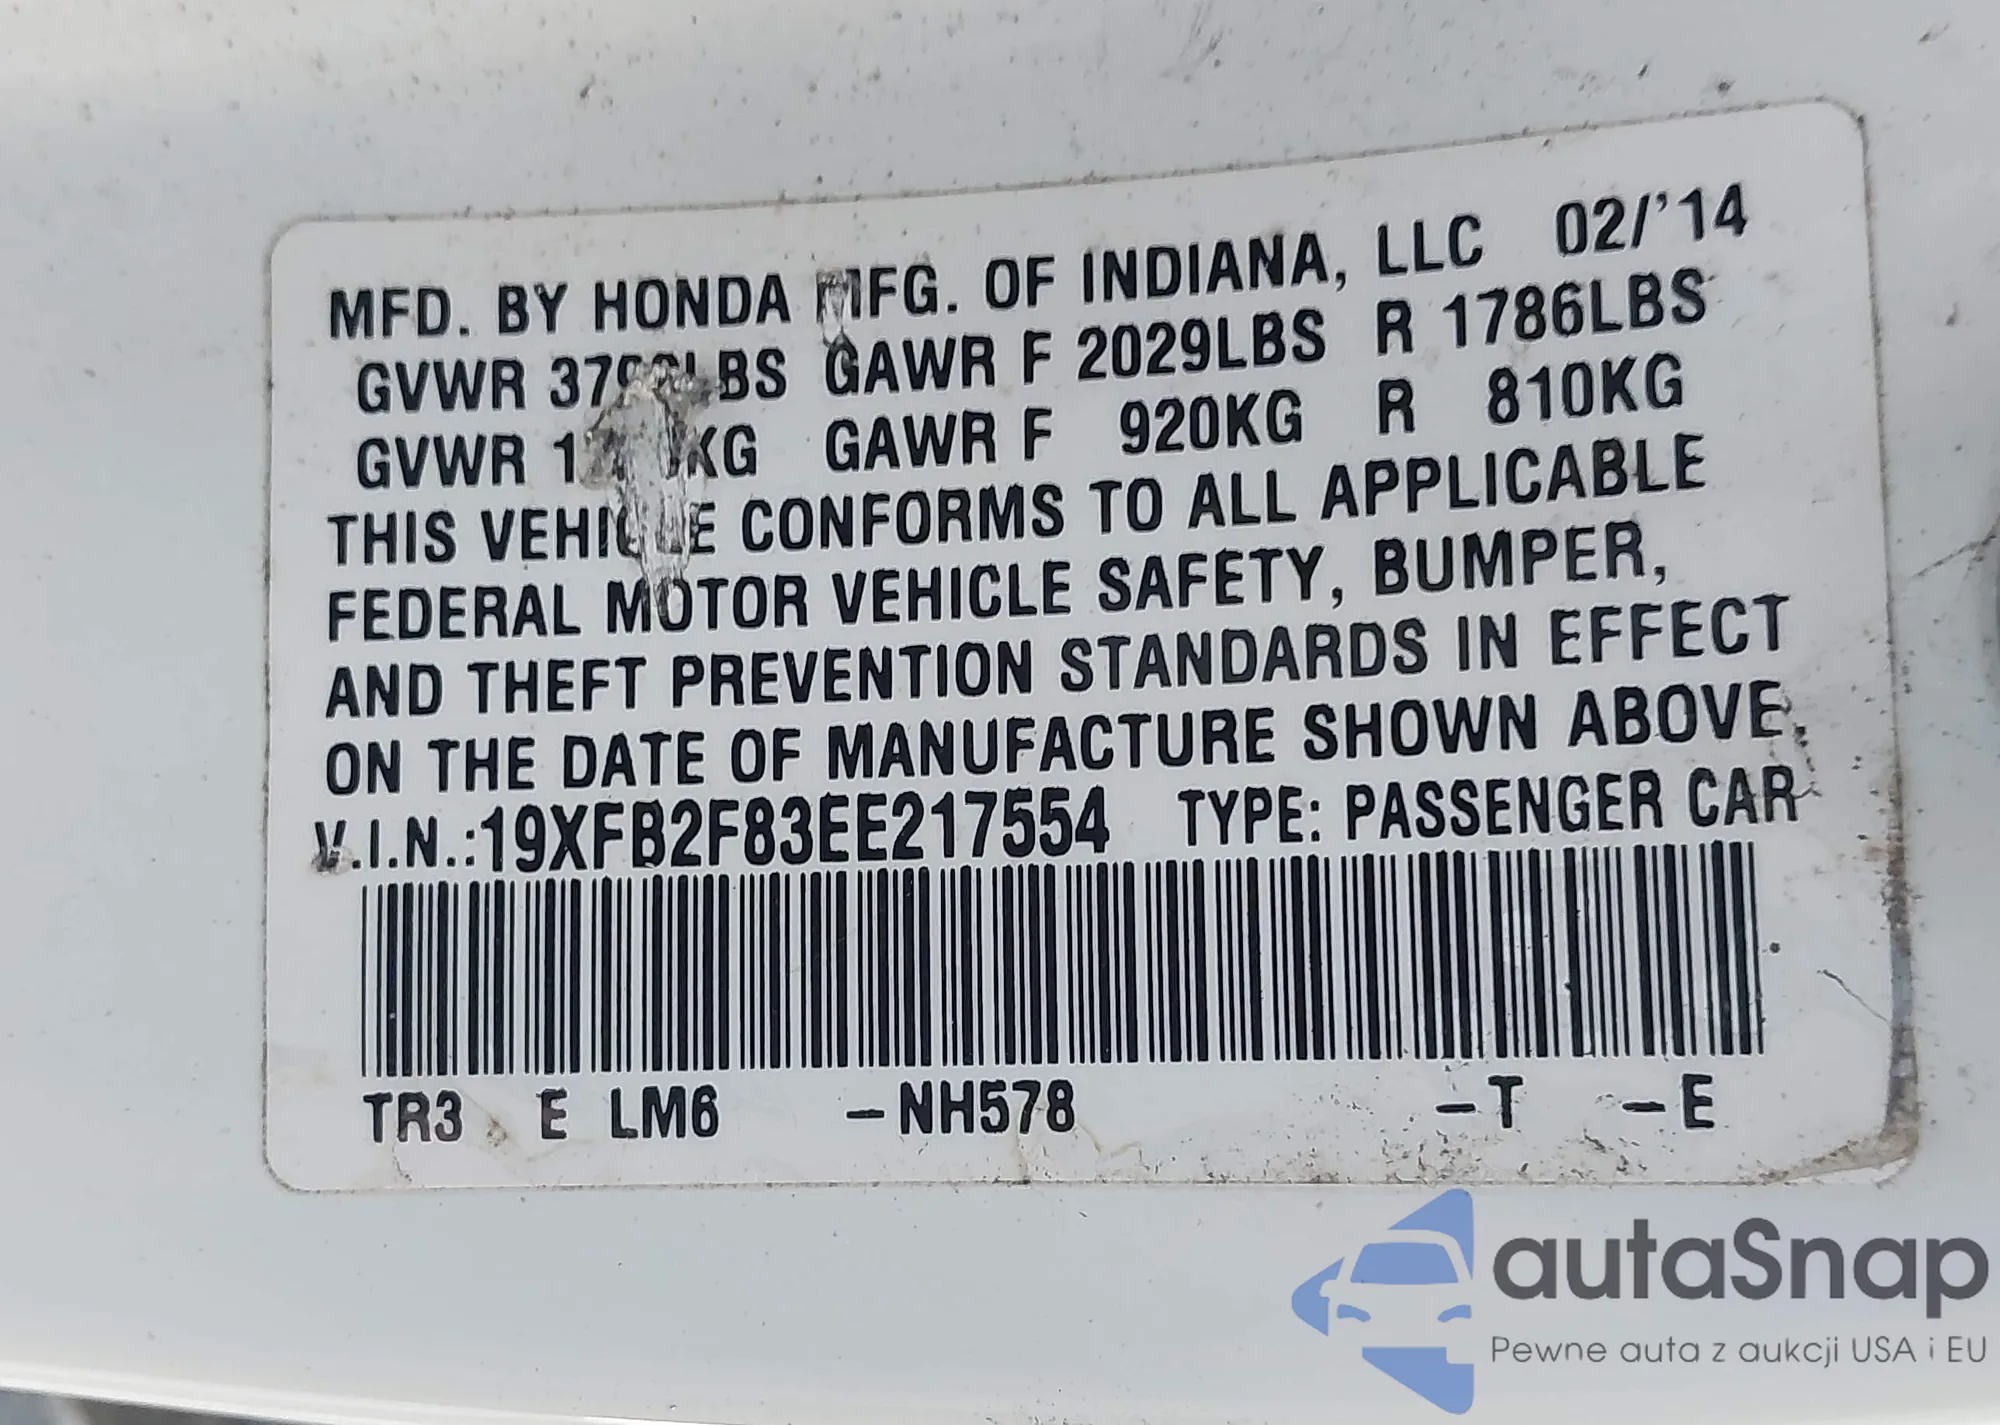 MFD. BY HONDA MFG. OF INDIANA, LLC 02/'14
GVWR GAWR F 2029LBS R 1786LBS
GVWR GAWR F 920KG R 810KG
THIS VEHICLE CONFORMS TO ALL APPLICABLE
FEDERAL MOTOR VEHICLE SAFETY, BUMPER,
AND THEFT PREVENTION STANDARDS IN EFFECT
ON THE DATE OF MANUFACTURE SHOWN ABOVE.
V.I.N.:19XFB2F83EE217554 TYPE: PASSENGER CAR
TR3 E LM6 -NH578 -T -E
autaSnap
Pewne auta z aukcji USA i EU